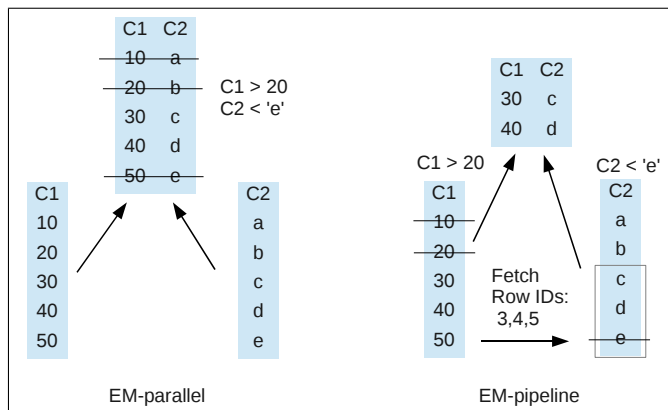 C1 C2
10 a
20 b
30 c
40 d
50 e
C1 > 20
C2 < 'e'
C1
10
20
30
40
50
C2
a
b
c
d
e
EM-parallel
C1 C2
30 c
40 d
C1 > 20
C1
10
20
30
40
50
Fetch
Row IDs:
3,4,5
C2 < 'e'
C2
a
b
c
d
e
EM-pipeline